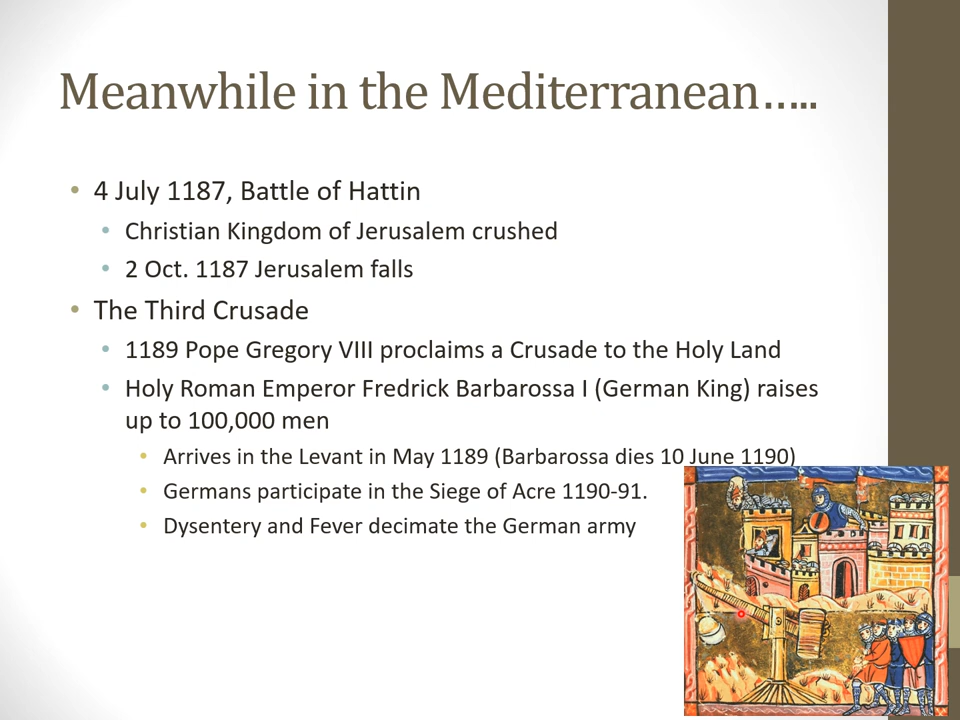 Meanwhile in the Mediterranean.....
• 4 July 1187, Battle of Hattin
• Christian Kingdom of Jerusalem crushed
• 2 Oct. 1187 Jerusalem falls
• The Third Crusade
• 1189 Pope Gregory VIII proclaims a Crusade to the Holy Land
• Holy Roman Emperor Fredrick Barbarossa I (German King) raises
up to 100,000 men
• Arrives in the Levant in May 1189 (Barbarossa dies 10 June 1190)
• Germans participate in the Siege of Acre 1190-91.
• Dysentery and Fever decimate the German army